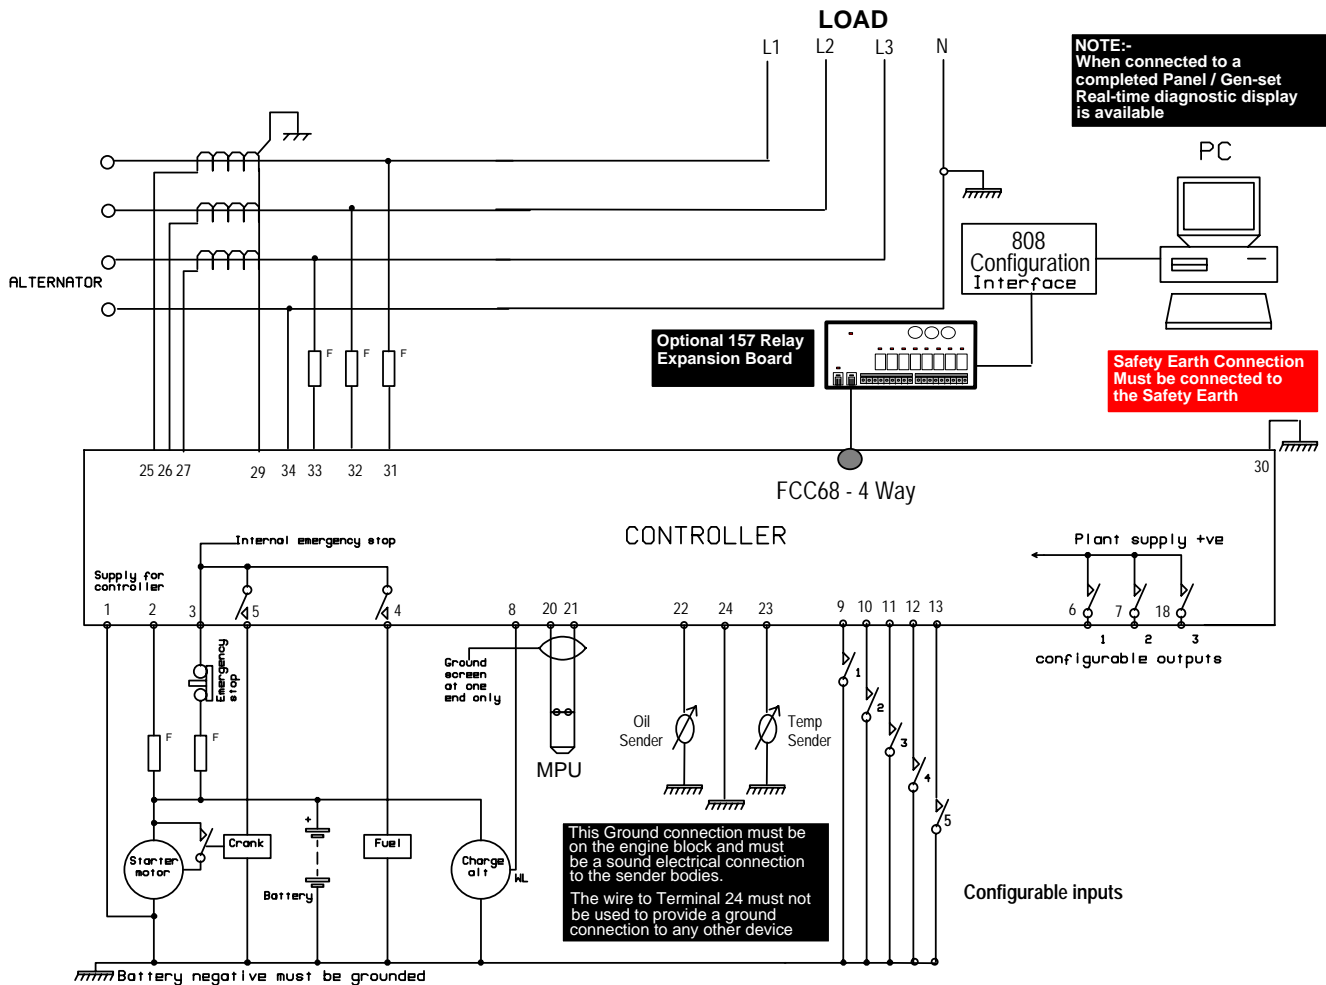 LOAD
L1 L2 L3 N
NOTE:-
When connected to a
completed Panel / Gen-set
Real-time diagnostic display
is available
PC
808
Configuration
Interface
ALTERNATOR
Optional 157 Relay
Expansion Board
Safety Earth Connection
Must be connected to
the Safety Earth
F F F
25 26 27 29 34 33 32 31 30
FCC68 - 4 Way
CONTROLLER
Internal emergency stop
Plant supply +ve
Supply for
controller
1 2 3 5 4 8 20 21 22 24 23 9 10 11 12 13 6 7 18
1 2 3
configurable outputs
Emergency
stop
Ground
screen
at one
end only
1
2
3
4
5
Oil
Sender
Temp
Sender
F F
MPU
+
Starter
motor
Crank
Battery
Fuel
Charge
alt
WL
This Ground connection must be
on the engine block and must
be a sound electrical connection
to the sender bodies.
The wire to Terminal 24 must not
be used to provide a ground
connection to any other device
Configurable inputs
Battery negative must be grounded